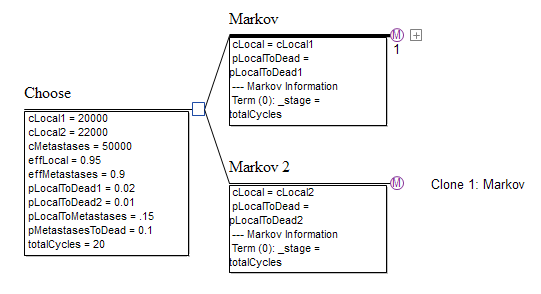 Markov
cLocal = cLocal1
pLocalToDead =
pLocalToDead1
--- Markov Information
Term (0): _stage =
totalCycles
M
1
Choose
cLocal1 = 20000
cLocal2 = 22000
cMetastases = 50000
effLocal = 0.95
effMetastases = 0.9
pLocalToDead1 = 0.02
pLocalToDead2 = 0.01
pLocalToMetastases = .15
pMetastasesToDead = 0.1
totalCycles = 20
Markov 2
cLocal = cLocal2
pLocalToDead =
pLocalToDead2
--- Markov Information
Term (0): _stage =
totalCycles
M
Clone 1: Markov